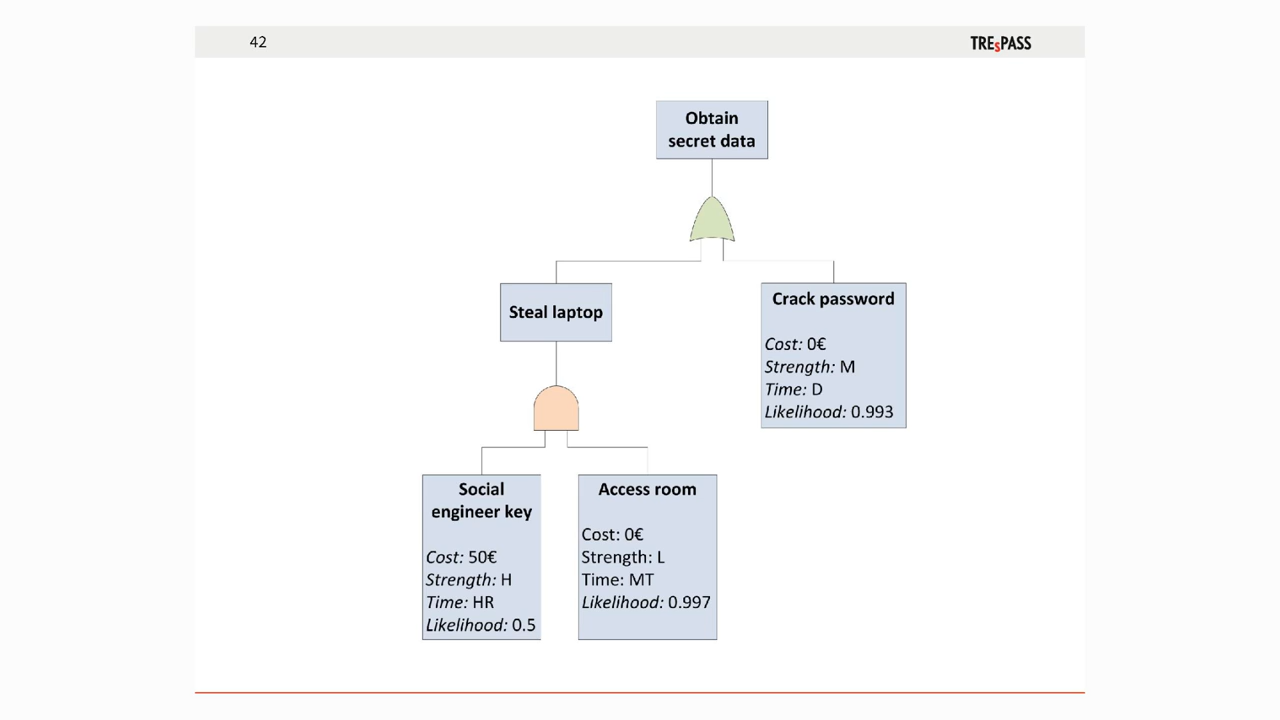 42
TREsPASS
Obtain
secret data
Steal laptop
Crack password
Cost: 0€
Strength: M
Time: D
Likelihood: 0.993
Social
engineer key
Cost: 50€
Strength: H
Time: HR
Likelihood: 0.5
Access room
Cost: 0€
Strength: L
Time: MT
Likelihood: 0.997